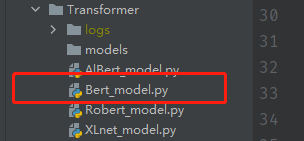 Transformer
logs
models
AlBert_model.py
Bert_model.py
Robert_model.py
XLnet_model.py
30
31
32
33
34
35